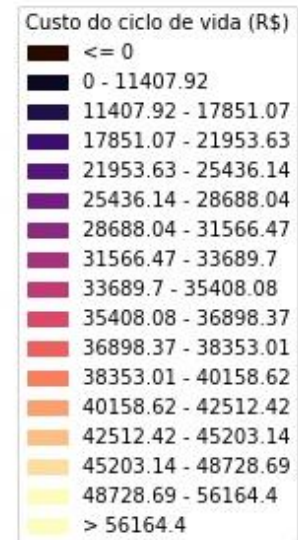 Custo do ciclo de vida (R$)
<= 0
0 - 11407.92
11407.92 - 17851.07
17851.07 - 21953.63
21953.63 - 25436.14
25436.14 - 28688.04
28688.04 - 31566.47
31566.47 - 33689.7
33689.7 - 35408.08
35408.08 - 36898.37
36898.37 - 38353.01
38353.01 - 40158.62
40158.62 - 42512.42
42512.42 - 45203.14
45203.14 - 48728.69
48728.69 - 56164.4
> 56164.4